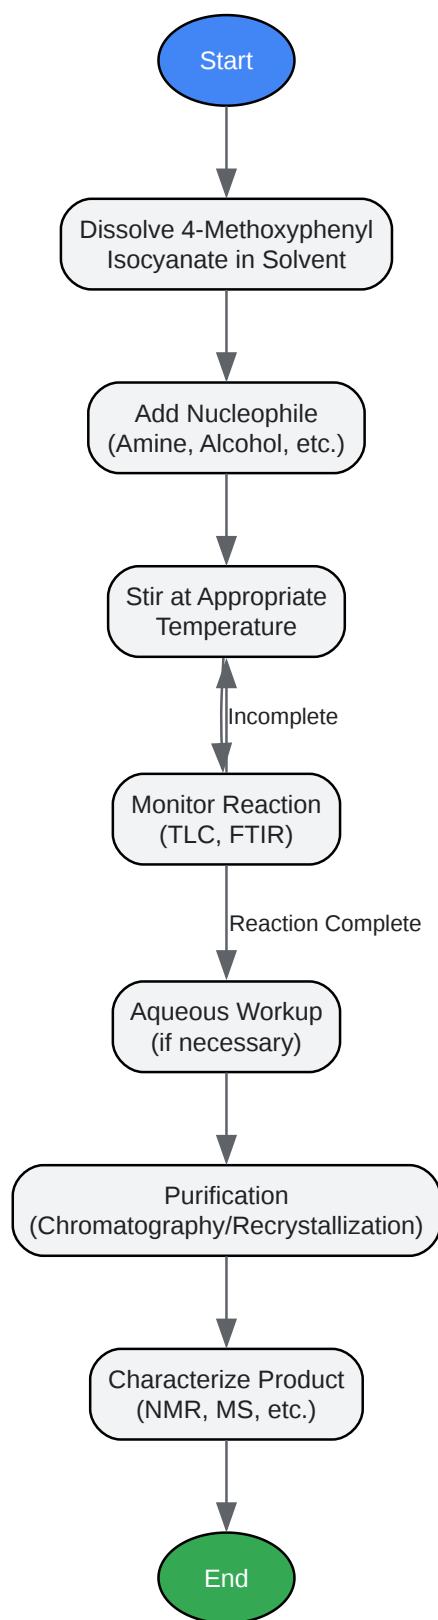 Start
Dissolve 4-Methoxyphenyl
Isocyanate in Solvent
Add Nucleophile
(Amine, Alcohol, etc.)
Stir at Appropriate
Temperature
Incomplete
Monitor Reaction
(TLC, FTIR)
Reaction Complete
Aqueous Workup
(if necessary)
Purification
(Chromatography/Recrystallization)
Characterize Product
(NMR, MS, etc.)
End